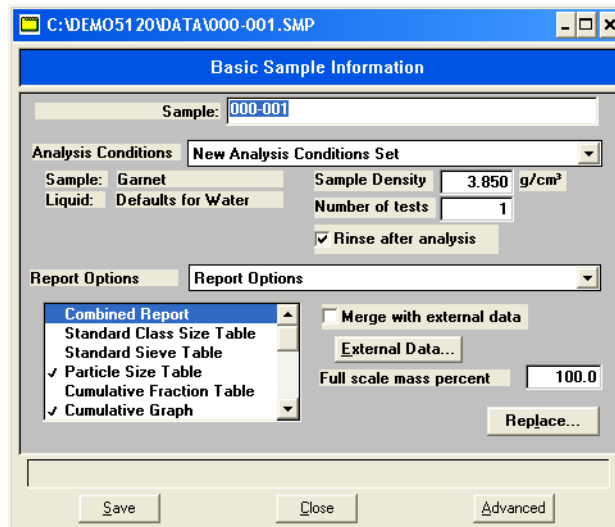 C:\DEMO5120\DATA\000-001.SMP
Basic Sample Information
Sample: 000-001
Analysis Conditions New Analysis Conditions Set
Sample: Garnet Sample Density 3.850 g/cm³
Liquid: Defaults for Water Number of tests 1
Rinse after analysis
Report Options Report Options
Combined Report Merge with external data
Standard Class Size Table
Standard Sieve Table External Data...
Particle Size Table Full scale mass percent 100.0
Cumulative Fraction Table
Cumulative Graph Replace...
Save Close Advanced